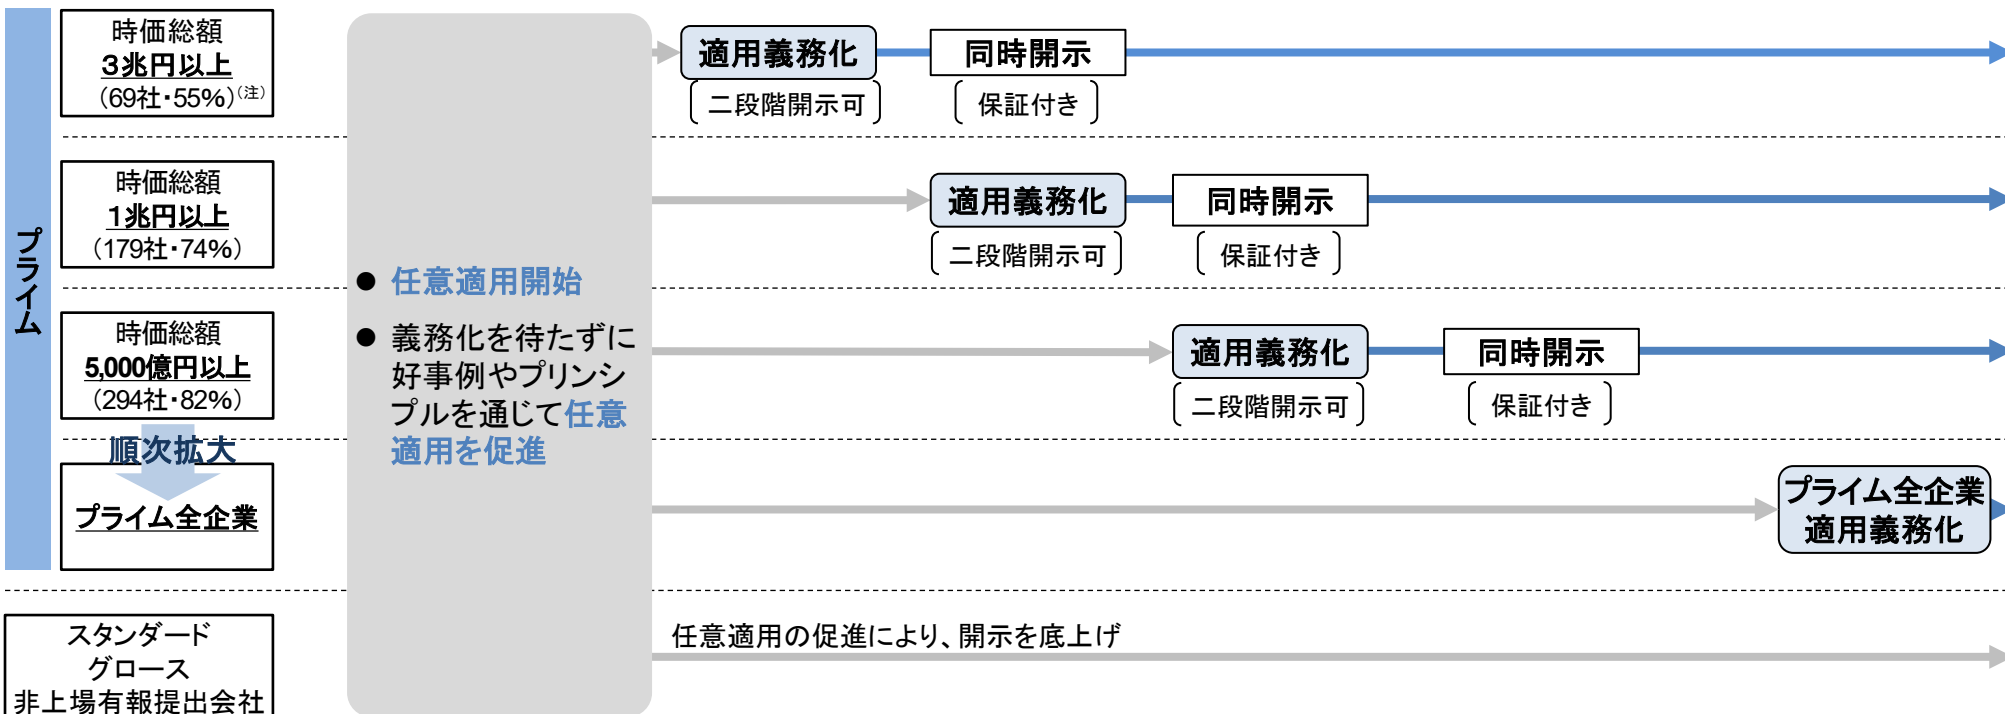 プライム
時価総額
3兆円以上
（69社・55%）（注）
適用義務化
同時開示
二段階開示可
保証付き
時価総額
1兆円以上
（179社・74%）
適用義務化
同時開示
二段階開示可
保証付き
時価総額
5,000億円以上
（294社・82%）
適用義務化
同時開示
二段階開示可
保証付き
順次拡大
プライム全企業
プライム全企業
適用義務化
● 任意適用開始
● 義務化を待たずに
好事例やプリンシ
プルを通じて任意
適用を促進
スタンダード
グロース
非上場有報提出会社
任意適用の促進により、開示を底上げ